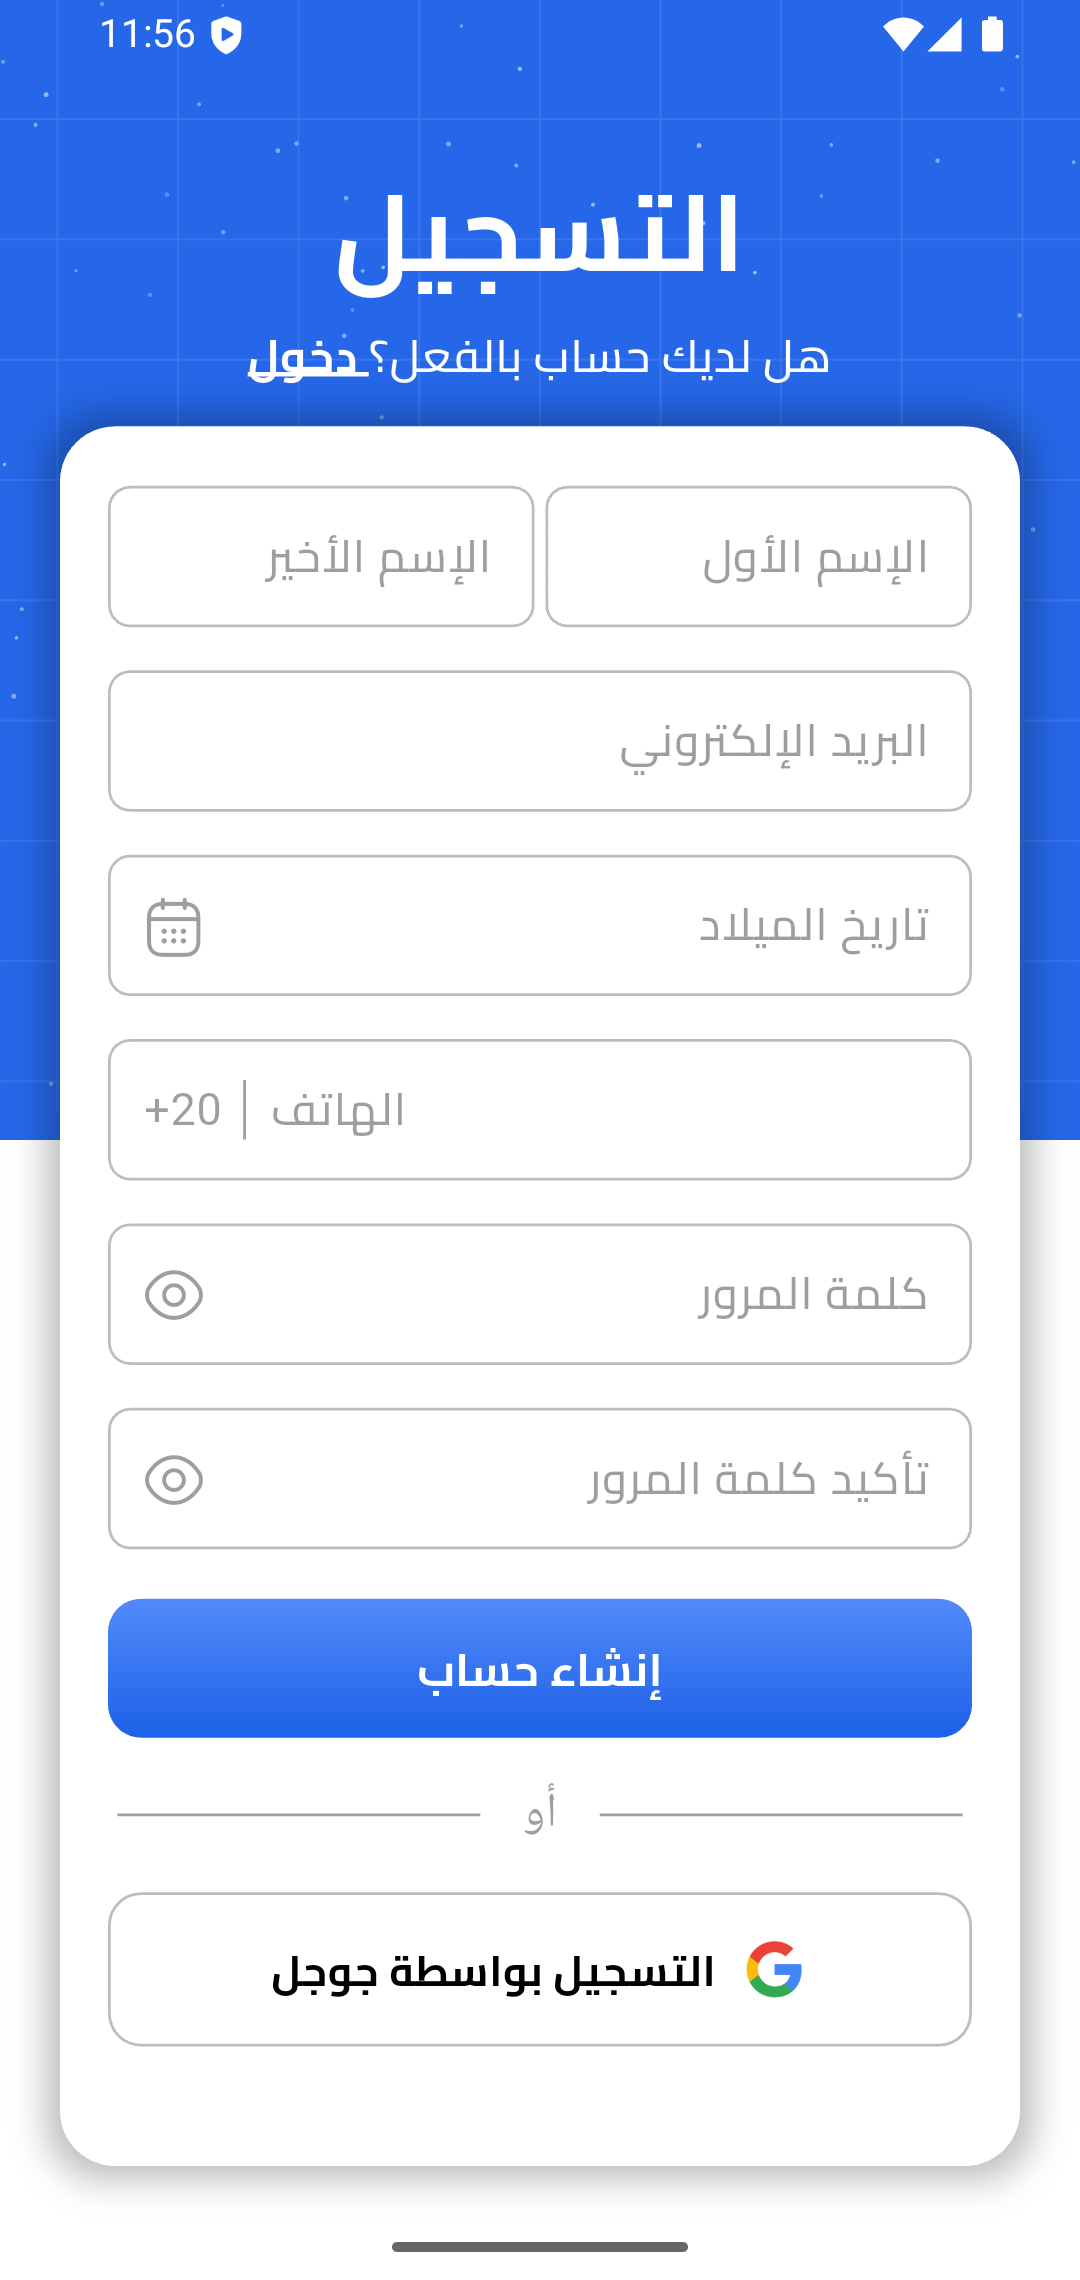 11:56
التسجيل
هل لديك حساب بالفعل؟ دخول
الإسم الأول
الإسم الأخير
البريد الإلكتروني
تاريخ الميلاد
الهاتف
+20
كلمة المرور
تأكيد كلمة المرور
إنشاء حساب
أو
التسجيل بواسطة جوجل